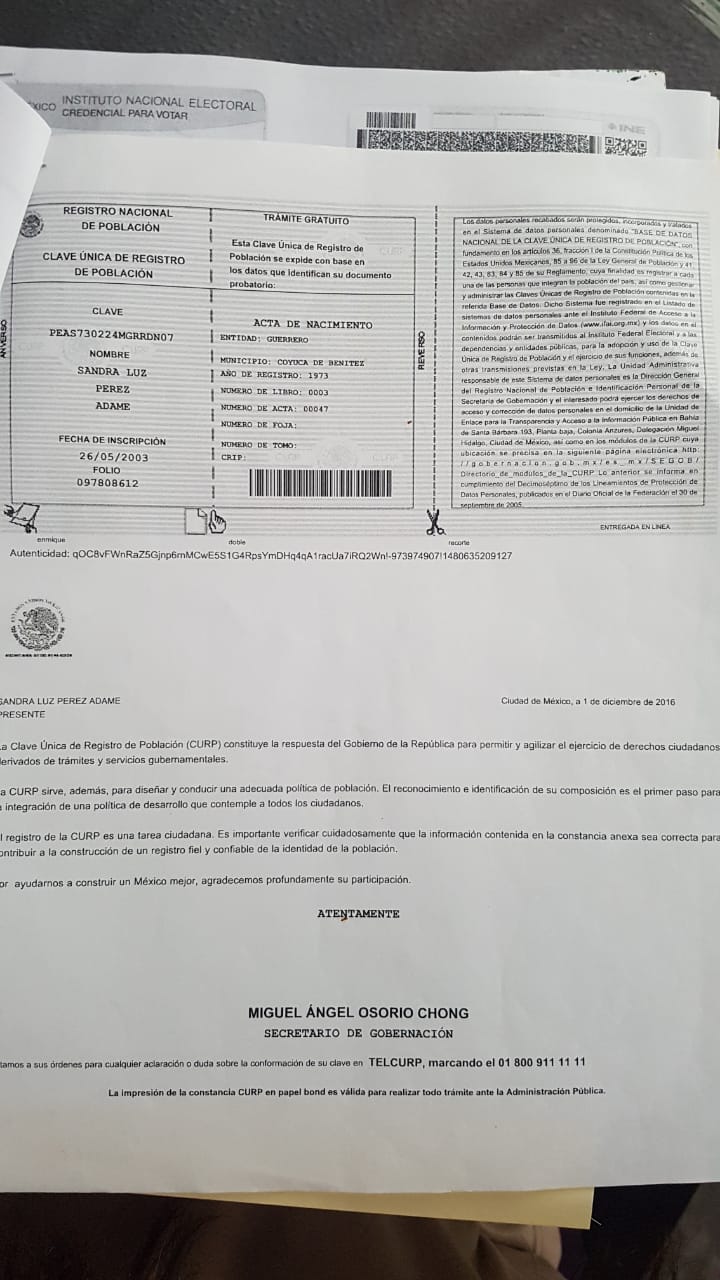 XICO INSTITUTO NACIONAL ELECTORAL
CREDENCIAL PARA VOTAR
INE
REGISTRO NACIONAL
DE POBLACIÓN
CLAVE ÚNICA DE REGISTRO
DE POBLACIÓN
CLAVE
PEAS730224MGRRDN07
NOMBRE
SANDRA LUZ
PEREZ
ADAME
FECHA DE INSCRIPCIÓN
26/05/2003
FOLIO
097808612
ANVERSO
TRÁMITE GRATUITO
Esta Clave Única de Registro de
Población se expide con base en
los datos que identifican su documento
probatorio:
ACTA DE NACIMIENTO
ENTIDAD: GUERRERO
MUNICIPIO: COYUCA DE BENITEZ
AÑO DE REGISTRO: 1973
NUMERO DE LIBRO: 0003
NUMERO DE ACTA: 00047
NUMERO DE FOJA:
NUMERO DE TOMO:
CRIP:
REVERSO
Los datos personales recabados serán protegidos, incorporados y tratados
en el Sistema de datos personales denominado "BASE DE DATOS
NACIONAL DE LA CLAVE ÚNICA DE REGISTRO DE POBLACIÓN", con
fundamento en los artículos 36, fracción I de la Constitución Política de los
Estados Unidos Mexicanos, 85 a 96 de la Ley General de Población y 41,
42, 43, 83, 84 y 85 de su Reglamento, cuya finalidad es registrar a cada
una de las personas que integran la población del país, así como gestionar
y administrar las Claves Únicas de Registro de Población contenidas en la
referida Base de Datos. Dicho Sistema fue registrado en el Listado de
sistemas de datos personales ante el Instituto Federal de Acceso a la
Información y Protección de Datos (www.ifai.org.mx) y los datos en el
contenidos podrán ser transmitidos al Instituto Federal Electoral y a las
dependencias y entidades públicas, para la adopción y uso de la Clave
Única de Registro de Población y el ejercicio de sus funciones, además de
otras transmisiones previstas en la Ley. La Unidad Administrativa
responsable de este Sistema de datos personales es la Dirección General
del Registro Nacional de Población e Identificación Personal de la
Secretaría de Gobernación y el interesado podrá ejercer los derechos de
acceso y corrección de datos personales en el domicilio de la Unidad de
Enlace para la Transparencia y Acceso a la Información Pública en Bahía
de Santa Bárbara 193, Planta baja, Colonia Anzures, Delegación Miguel
Hidalgo, Ciudad de México, así como en los módulos de la CURP cuya
ubicación se precisa en la siguiente página electrónica http:
//gobernacion.gob.mx/es_mx/SEGOB/
Directorio_de_modulos_de_la_CURP Lo anterior se informa en
cumplimiento del Decimoséptimo de los Lineamientos de Protección de
Datos Personales, publicados en el Diario Oficial de la Federación el 30 de
septiembre de 2005.
enmique
doble
recorte
ENTREGADA EN LINEA
Autenticidad: qOC8vFWnRaZ5Gjnp6mMCwE5S1G4RpsYmDHq4qA1racUa7iRQ2Wn!-973974907!1480635209127
SANDRA LUZ PEREZ ADAME
PRESENTE
Ciudad de México, a 1 de diciembre de 2016
a Clave Única de Registro de Población (CURP) constituye la respuesta del Gobierno de la República para permitir y agilizar el ejercicio de derechos ciudadanos
erivados de trámites y servicios gubernamentales.
a CURP sirve, además, para diseñar y conducir una adecuada política de población. El reconocimiento e identificación de su composición es el primer paso para
integración de una política de desarrollo que contemple a todos los ciudadanos.
l registro de la CURP es una tarea ciudadana. Es importante verificar cuidadosamente que la información contenida en la constancia anexa sea correcta para
ontribuir a la construcción de un registro fiel y confiable de la identidad de la población.
or ayudarnos a construir un México mejor, agradecemos profundamente su participación.
ATENTAMENTE
MIGUEL ÁNGEL OSORIO CHONG
SECRETARIO DE GOBERNACIÓN
tamos a sus órdenes para cualquier aclaración o duda sobre la conformación de su clave en TELCURP, marcando el 01 800 911 11 11
La impresión de la constancia CURP en papel bond es válida para realizar todo trámite ante la Administración Pública.